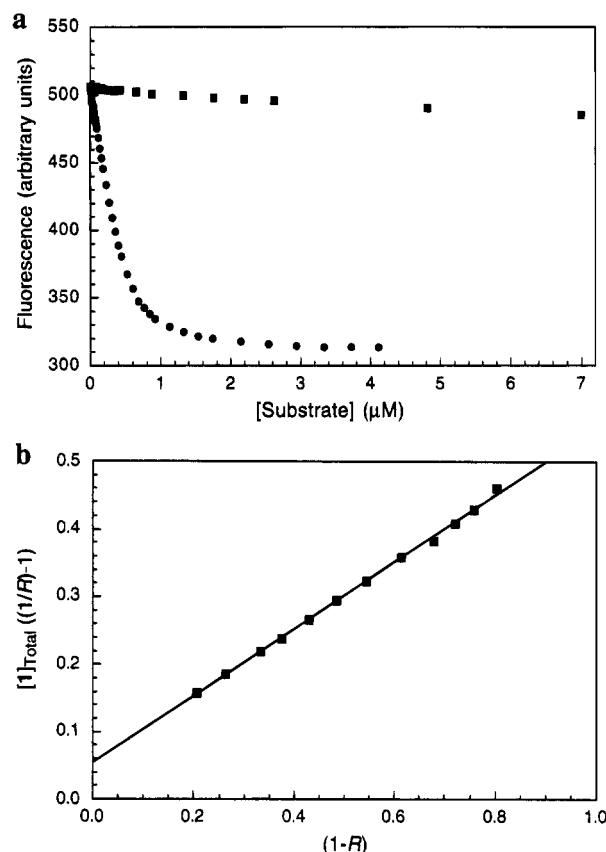 a
550
500
450
400
350
300
Fluorescence (arbitrary units)
0 1 2 3 4 5 6 7
[Substrate] (μM)
b
0.5
0.4
0.3
0.2
0.1
0.0
[1]Total ((1/R)-1)
0.0 0.2 0.4 0.6 0.8 1.0
(1-R)